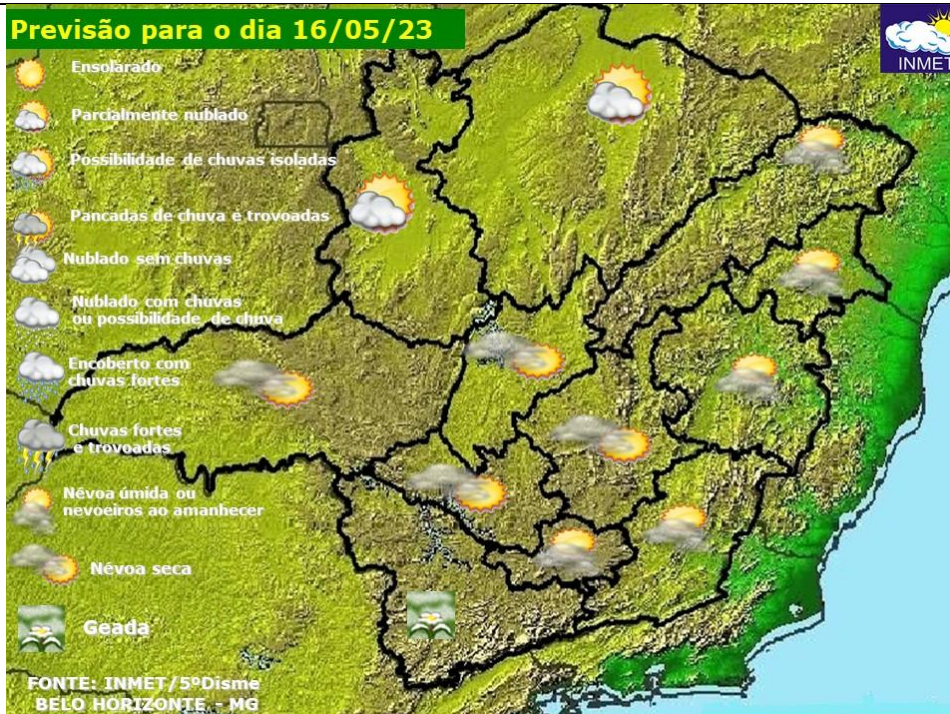 Previsão para o dia 16/05/23
INMET
Ensolarado
Parcialmente nublado
Possibilidade de chuvas isoladas
Pancadas de chuva e trovoadas
Nublado sem chuvas
Nublado com chuvas
ou possibilidade de chuva
Encoberto com
chuvas fortes
Chuvas fortes
e trovoadas
Névoa úmida ou
nevoeiros ao amanhecer
Névoa seca
Geada
FONTE: INMET/5ºDisme
BELO HORIZONTE - MG